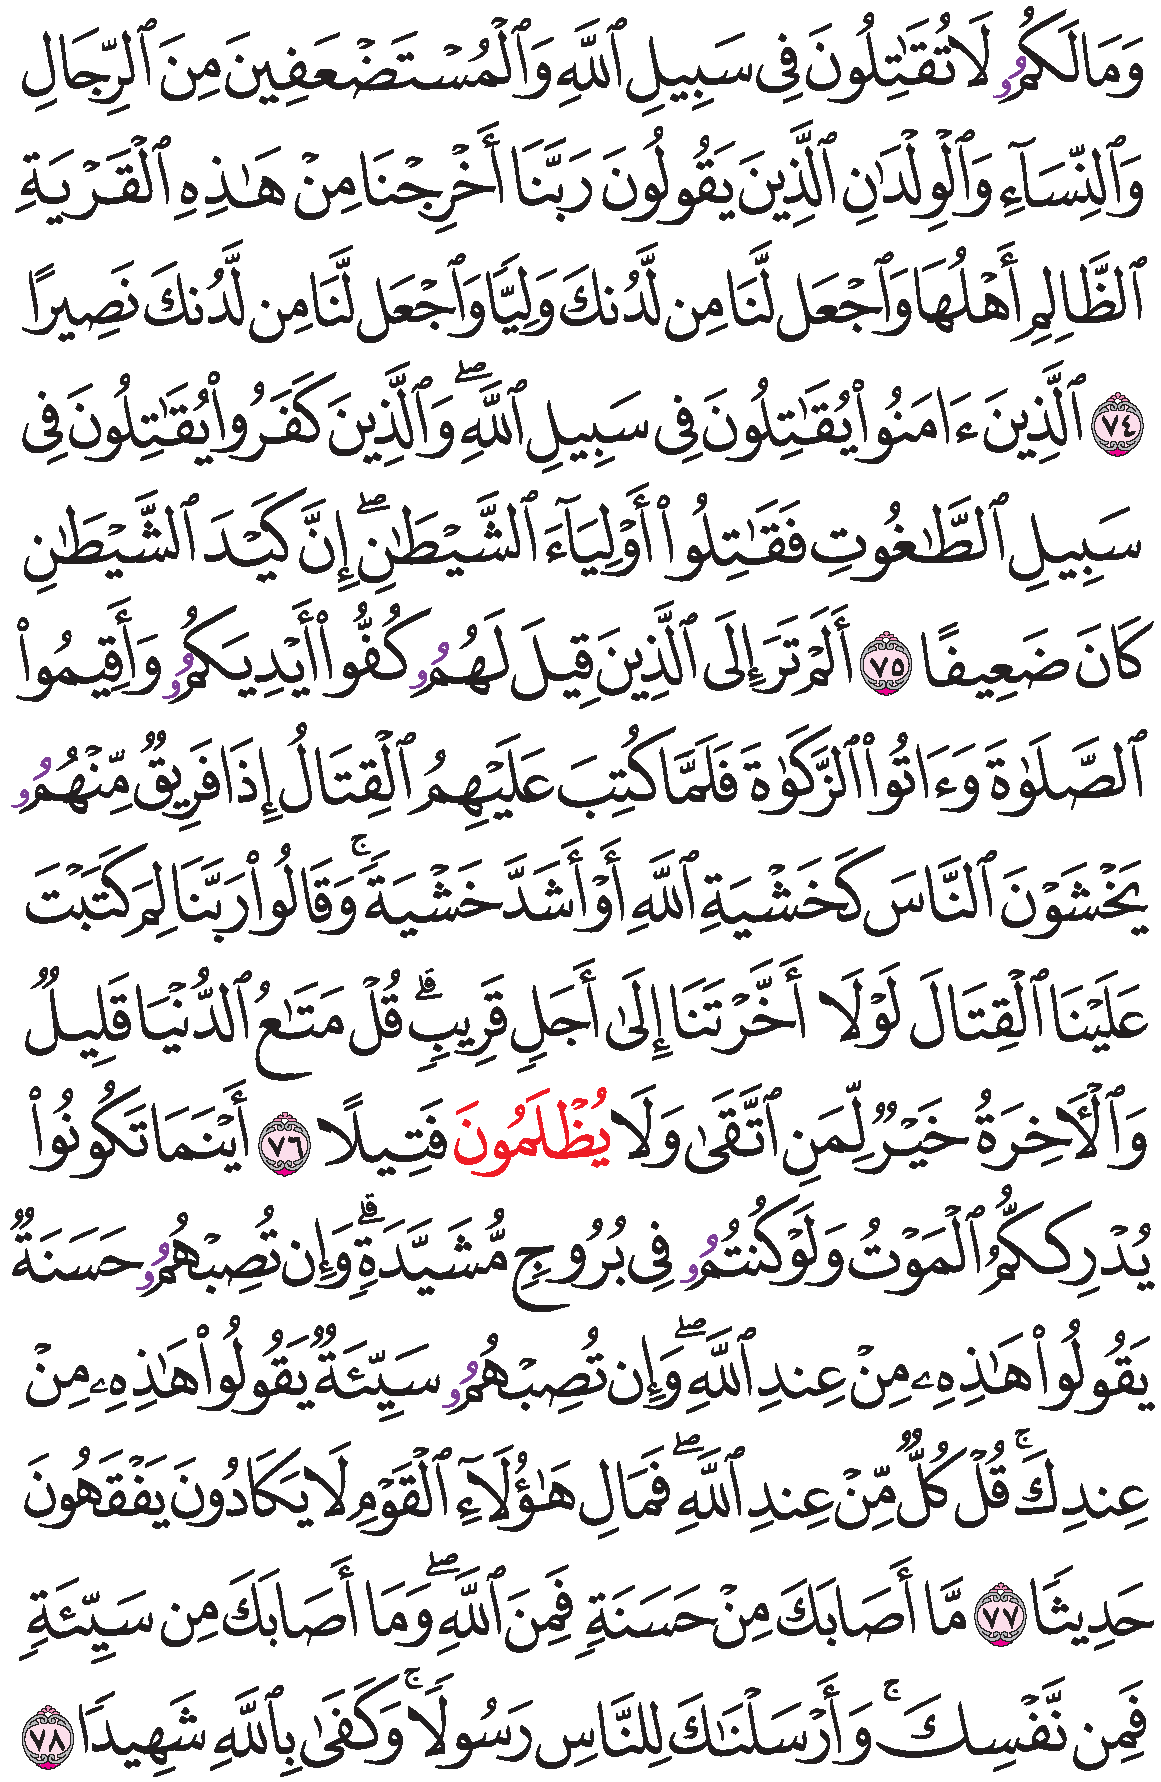 وَمَا لَكُمُۥ لَا تُقَٰتِلُونَ فِى سَبِيلِ ٱللَّهِ وَٱلْمُسْتَضْعَفِينَ مِنَ ٱلرِّجَالِ
وَٱلنِّسَآءِ وَٱلْوِلْدَٰنِ ٱلَّذِينَ يَقُولُونَ رَبَّنَا أَخْرِجْنَا مِنْ هَٰذِهِ ٱلْقَرْيَةِ
ٱلظَّالِمِ أَهْلُهَا وَٱجْعَل لَّنَا مِن لَّدُنكَ وَلِيًّا وَٱجْعَل لَّنَا مِن لَّدُنكَ نَصِيرًا
٧٤ ٱلَّذِينَ ءَامَنُوا۟ يُقَٰتِلُونَ فِى سَبِيلِ ٱللَّهِۖ وَٱلَّذِينَ كَفَرُوا۟ يُقَٰتِلُونَ فِى
سَبِيلِ ٱلطَّٰغُوتِ فَقَٰتِلُوا۟ أَوْلِيَآءَ ٱلشَّيْطَٰنِۖ إِنَّ كَيْدَ ٱلشَّيْطَٰنِ
كَانَ ضَعِيفًا ٧٥ أَلَمْ تَرَ إِلَى ٱلَّذِينَ قِيلَ لَهُمُۥ كُفُّوا۟ أَيْدِيَكُمُۥ وَأَقِيمُوا۟
ٱلصَّلَوٰةَ وَءَاتُوا۟ ٱلزَّكَوٰةَ فَلَمَّا كُتِبَ عَلَيْهِمُ ٱلْقِتَالُ إِذَا فَرِيقٌ مِّنْهُمُۥ
يَخْشَوْنَ ٱلنَّاسَ كَخَشْيَةِ ٱللَّهِ أَوْ أَشَدَّ خَشْيَةًۚ وَقَالُوا۟ رَبَّنَا لِمَ كَتَبْتَ
عَلَيْنَا ٱلْقِتَالَ لَوْلَا أَخَّرْتَنَا إِلَىٰ أَجَلٍ قَرِيبٍۗ قُلْ مَتَٰعُ ٱلدُّنْيَا قَلِيلٌ
وَٱلْأَخِرَةُ خَيْرٌ لِّمَنِ ٱتَّقَىٰ وَلَا يُظْلَمُونَ فَتِيلًا ٧٦ أَيْنَمَا تَكُونُوا۟
يُدْرِككُّمُ ٱلْمَوْتُ وَلَوْ كُنتُمُۥ فِى بُرُوجٍ مُّشَيَّدَةٍۗ وَإِن تُصِبْهُمُۥ حَسَنَةٌ
يَقُولُوا۟ هَٰذِهِۦ مِنْ عِندِ ٱللَّهِۖ وَإِن تُصِبْهُمُۥ سَيِّئَةٌ يَقُولُوا۟ هَٰذِهِۦ مِنْ
عِندِكَۚ قُلْ كُلٌّ مِّنْ عِندِ ٱللَّهِۖ فَمَالِ هَٰؤُلَآءِ ٱلْقَوْمِ لَا يَكَادُونَ يَفْقَهُونَ
حَدِيثًا ٧٧ مَّا أَصَابَكَ مِنْ حَسَنَةٍ فَمِنَ ٱللَّهِۖ وَمَا أَصَابَكَ مِن سَيِّئَةٍ
فَمِن نَّفْسِكَۚ وَأَرْسَلْنَٰكَ لِلنَّاسِ رَسُولًاۚ وَكَفَىٰ بِٱللَّهِ شَهِيدًا ٧٨